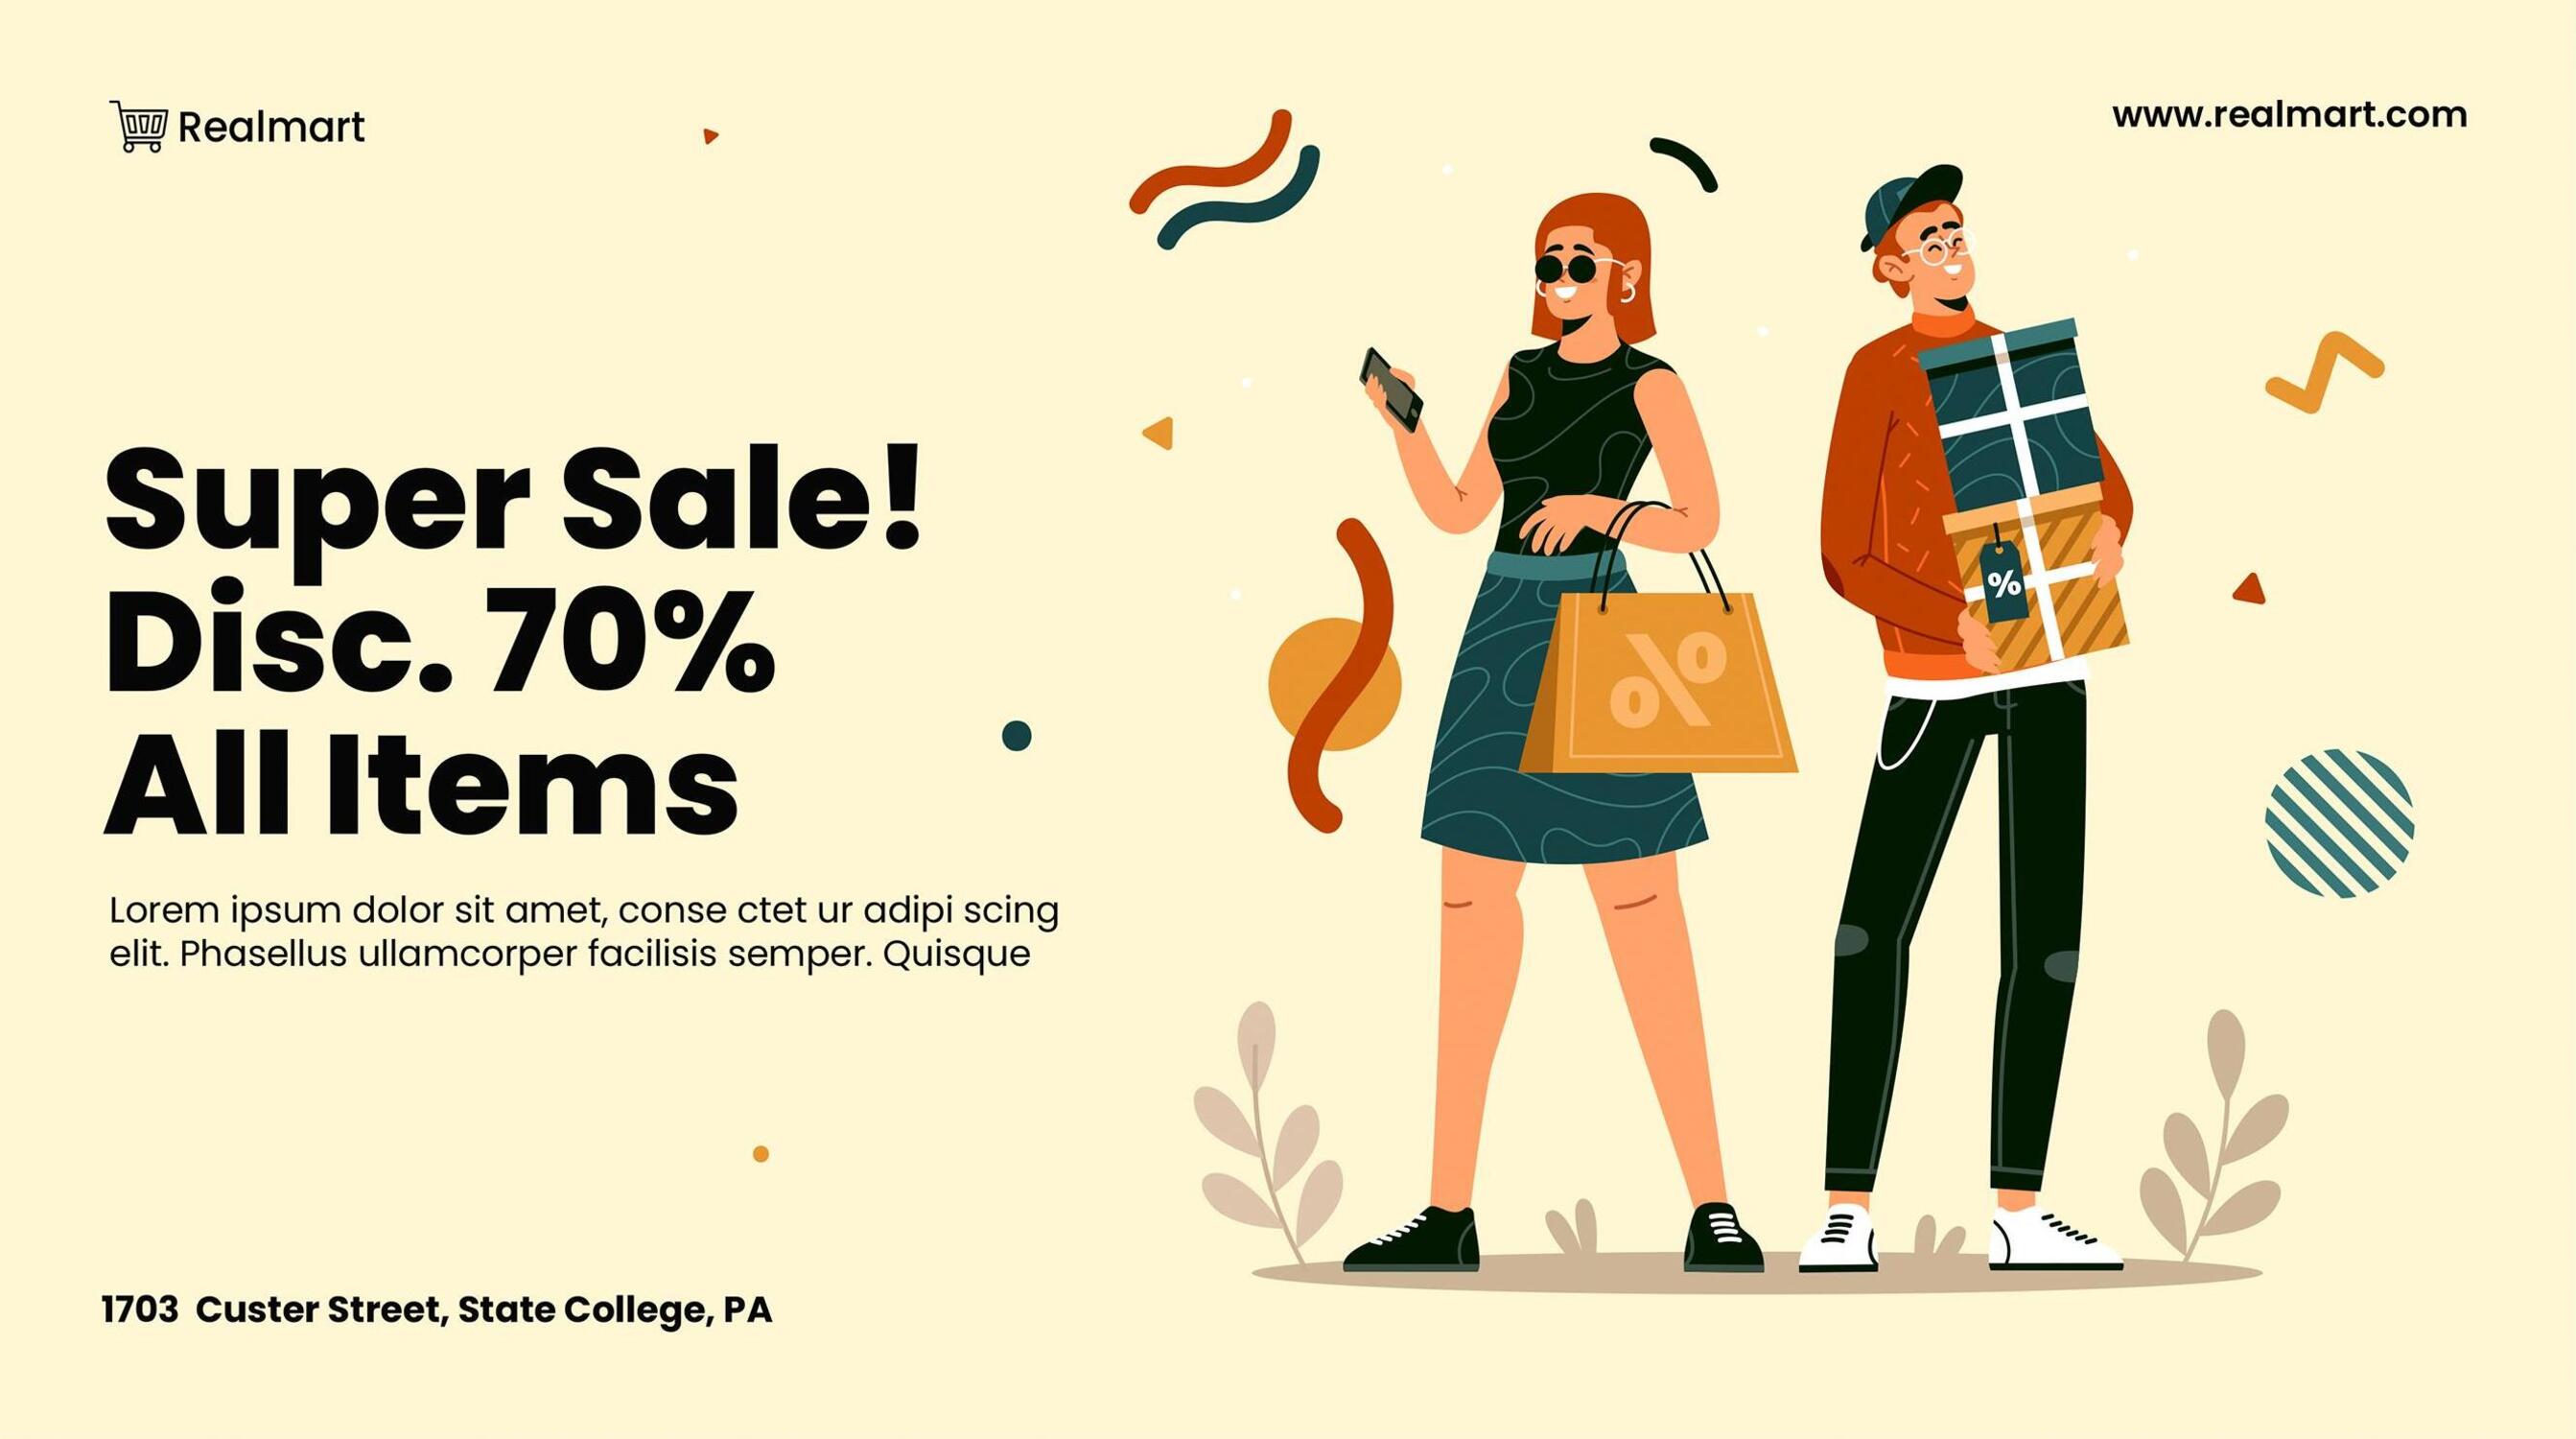 Realmart
www.realmart.com
Super Sale!
Disc. 70%
All Items
Lorem ipsum dolor sit amet, conse ctet ur adipi scing
elit. Phasellus ullamcorper facilisis semper. Quisque
%
%
1703 Custer Street, State College, PA